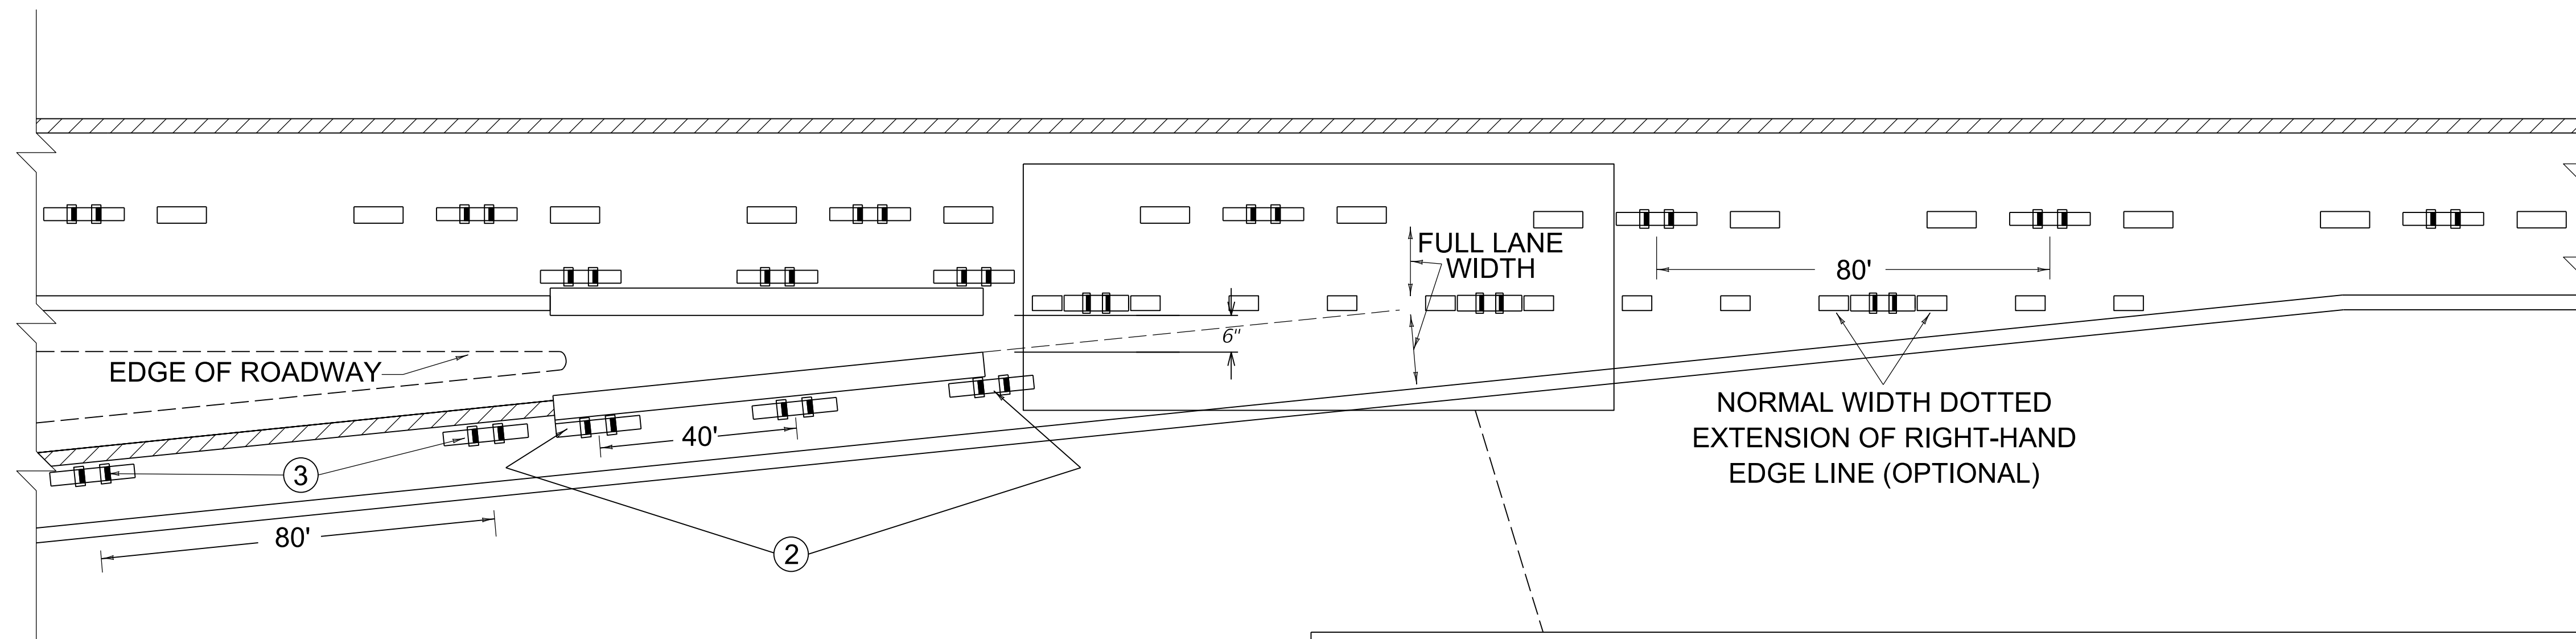 FULL LANE
WIDTH
80'
6"
EDGE OF ROADWAY
NORMAL WIDTH DOTTED
EXTENSION OF RIGHT-HAND
EDGE LINE (OPTIONAL)
40'
3
80'
2